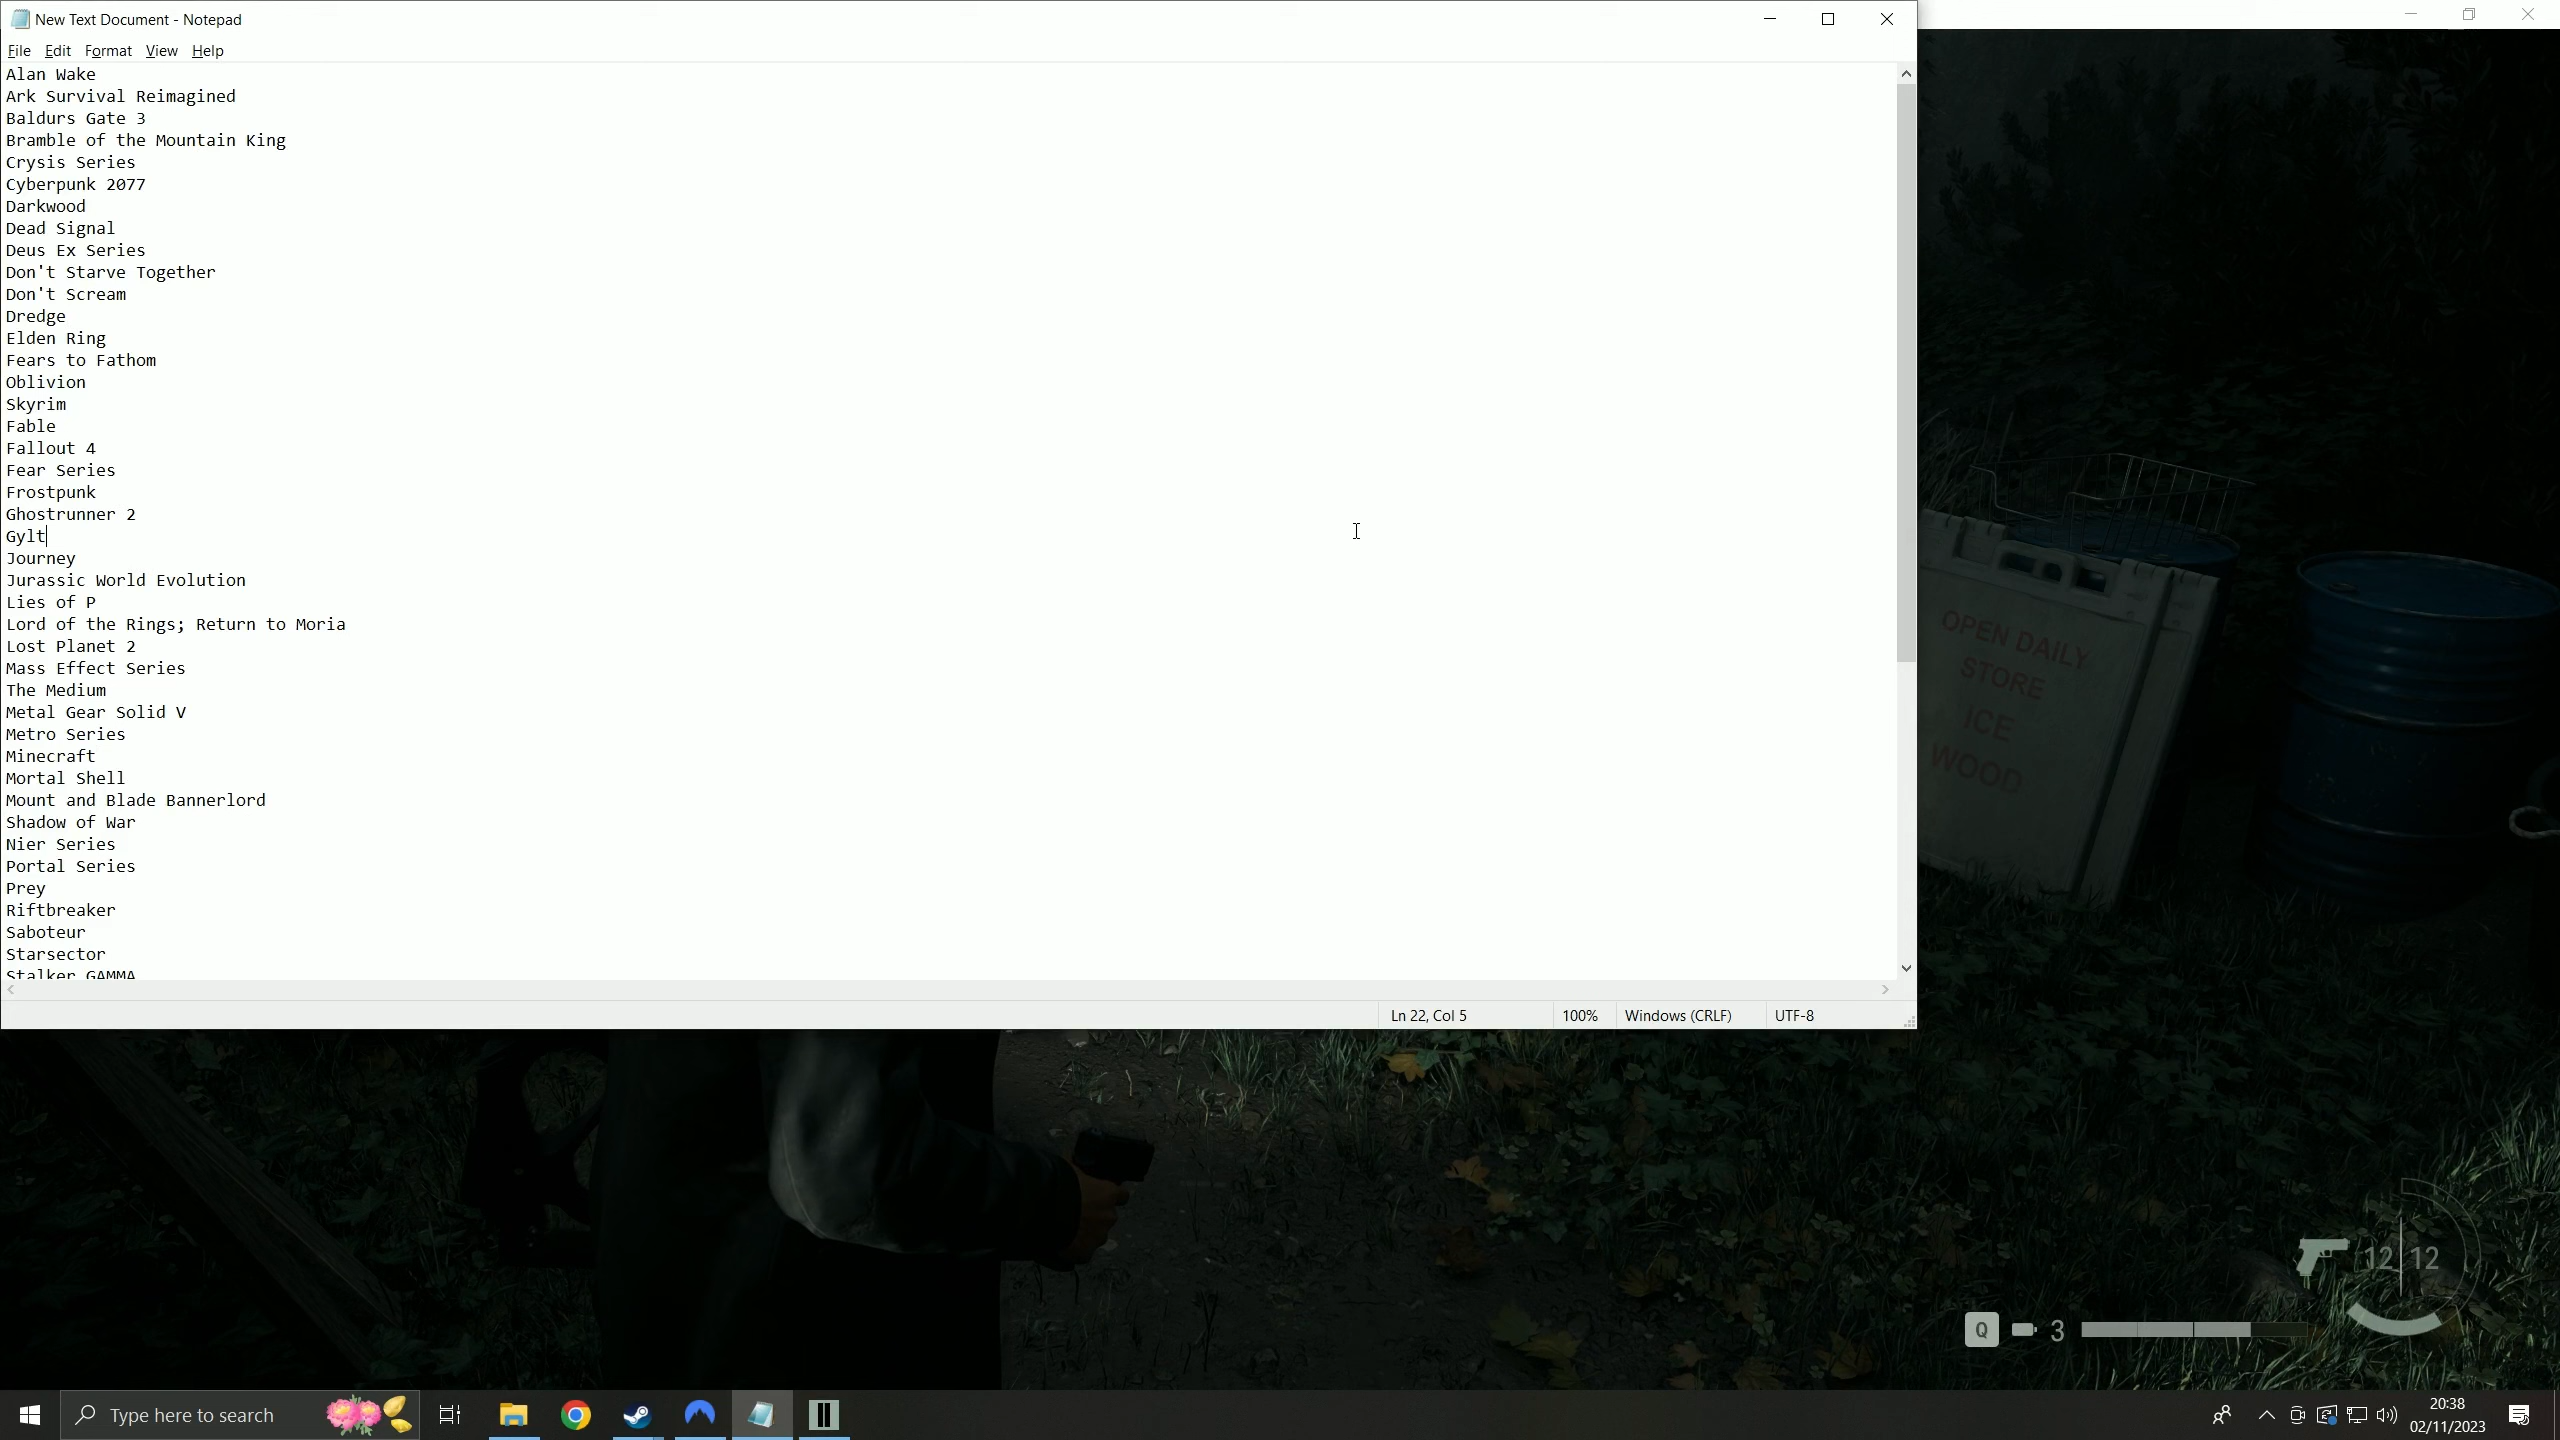 New Text Document - Notepad
File Edit Format View Help
Alan Wake
Ark Survival Reimagined
Baldurs Gate 3
Bramble of the Mountain King
Crysis Series
Cyberpunk 2077
Darkwood
Dead Signal
Deus Ex Series
Don't Starve Together
Don't Scream
Dredge
Elden Ring
Fears to Fathom
Oblivion
Skyrim
Fable
Fallout 4
Fear Series
Frostpunk
Ghostrunner 2
Gylt
Journey
Jurassic World Evolution
Lies of P
Lord of the Rings; Return to Moria
Lost Planet 2
Mass Effect Series
The Medium
Metal Gear Solid V
Metro Series
Minecraft
Mortal Shell
Mount and Blade Bannerlord
Shadow of War
Nier Series
Portal Series
Prey
Riftbreaker
Saboteur
Starsector
Stalker GAMMA
Ln 22, Col 5 100% Windows (CRLF) UTF-8
OPEN DAILY
STORE
ICE
WOOD
12 12
Q 3
Type here to search
20:38
02/11/2023